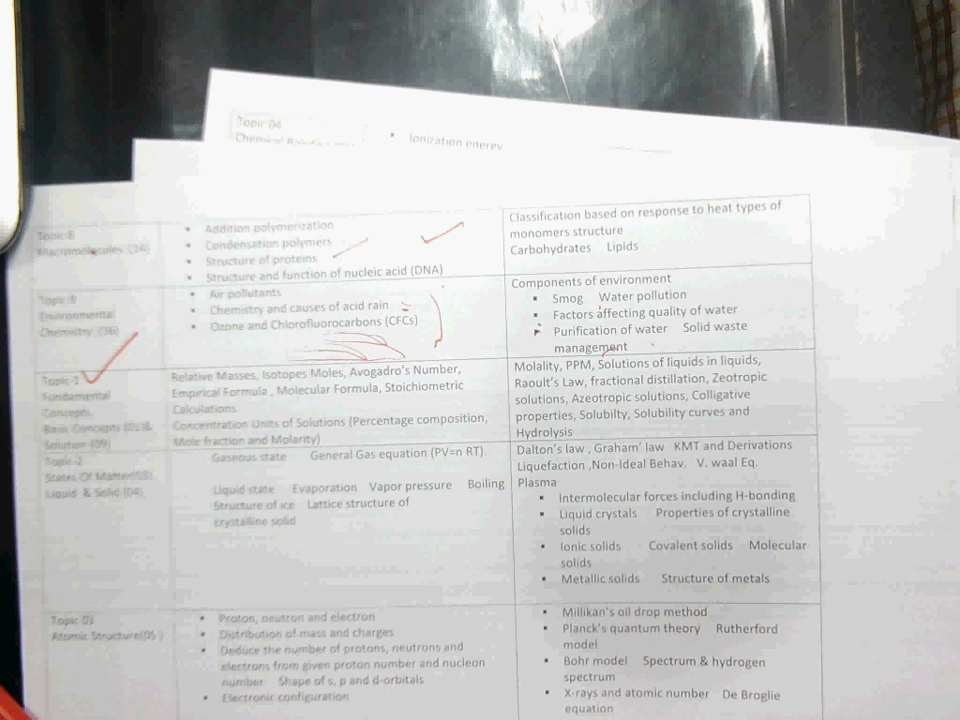 Topic 04
Ionization energy
Topic-8
Macromolecules (24)
Addition polymerization
Condensation polymers
Structure of proteins
Structure and function of nucleic acid (DNA)
Classification based on response to heat types of
monomers structure
Carbohydrates Lipids
Environmental
Chemistry (16)
Air pollutants
Chemistry and causes of acid rain
Ozone and Chlorofluorocarbons (CFCs)
Components of environment
Smog Water pollution
Factors affecting quality of water
Purification of water Solid waste
management
Topic-1
Fundamental
Concepts
Basic Concepts (01)&
Solution (09)
Relative Masses, Isotopes Moles, Avogadro's Number,
Empirical Formula , Molecular Formula, Stoichiometric
Calculations
Concentration Units of Solutions (Percentage composition,
Mole fraction and Molarity)
Molality, PPM, Solutions of liquids in liquids,
Raoult's Law, fractional distillation, Zeotropic
solutions, Azeotropic solutions, Colligative
properties, Solubilty, Solubility curves and
Hydrolysis
Topic-2
States Of Matter(03)
Liquid & Solid (04)
Gaseous state General Gas equation (PV=n RT).
Liquid state Evaporation Vapor pressure Boiling
Structure of ice Lattice structure of
crystalline solid
Dalton's law , Graham' law KMT and Derivations
Liquefaction ,Non-Ideal Behav. V. waal Eq.
Plasma
Intermolecular forces including H-bonding
Liquid crystals Properties of crystalline
solids
Ionic solids Covalent solids Molecular
solids
Metallic solids Structure of metals
Topic 03
Atomic Structure(05 )
Proton, neutron and electron
Distribution of mass and charges
Deduce the number of protons, neutrons and
electrons from given proton number and nucleon
number. Shape of s, p and d-orbitals
Electronic configuration
Millikan's oil drop method
Planck's quantum theory Rutherford
model
Bohr model Spectrum & hydrogen
spectrum
X-rays and atomic number De Broglie
equation